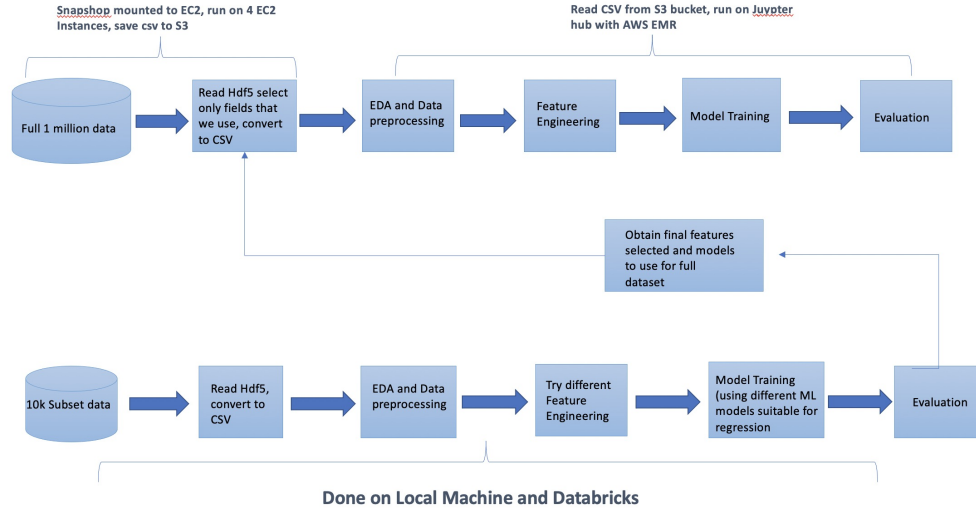 Snapshop mounted to EC2, run on 4 EC2
Instances, save csv to S3
Read CSV from S3 bucket, run on Juypter
hub with AWS EMR
Full 1 million data
Read Hdf5 select
only fields that
we use, convert
to CSV
EDA and Data
preprocessing
Feature
Engineering
Model Training
Evaluation
Obtain final features
selected and models
to use for full
dataset
10k Subset data
Read Hdf5,
convert to
CSV
EDA and Data
preprocessing
Try different
Feature
Engineering
Model Training
(using different ML
models suitable for
regression
Evaluation
Done on Local Machine and Databricks